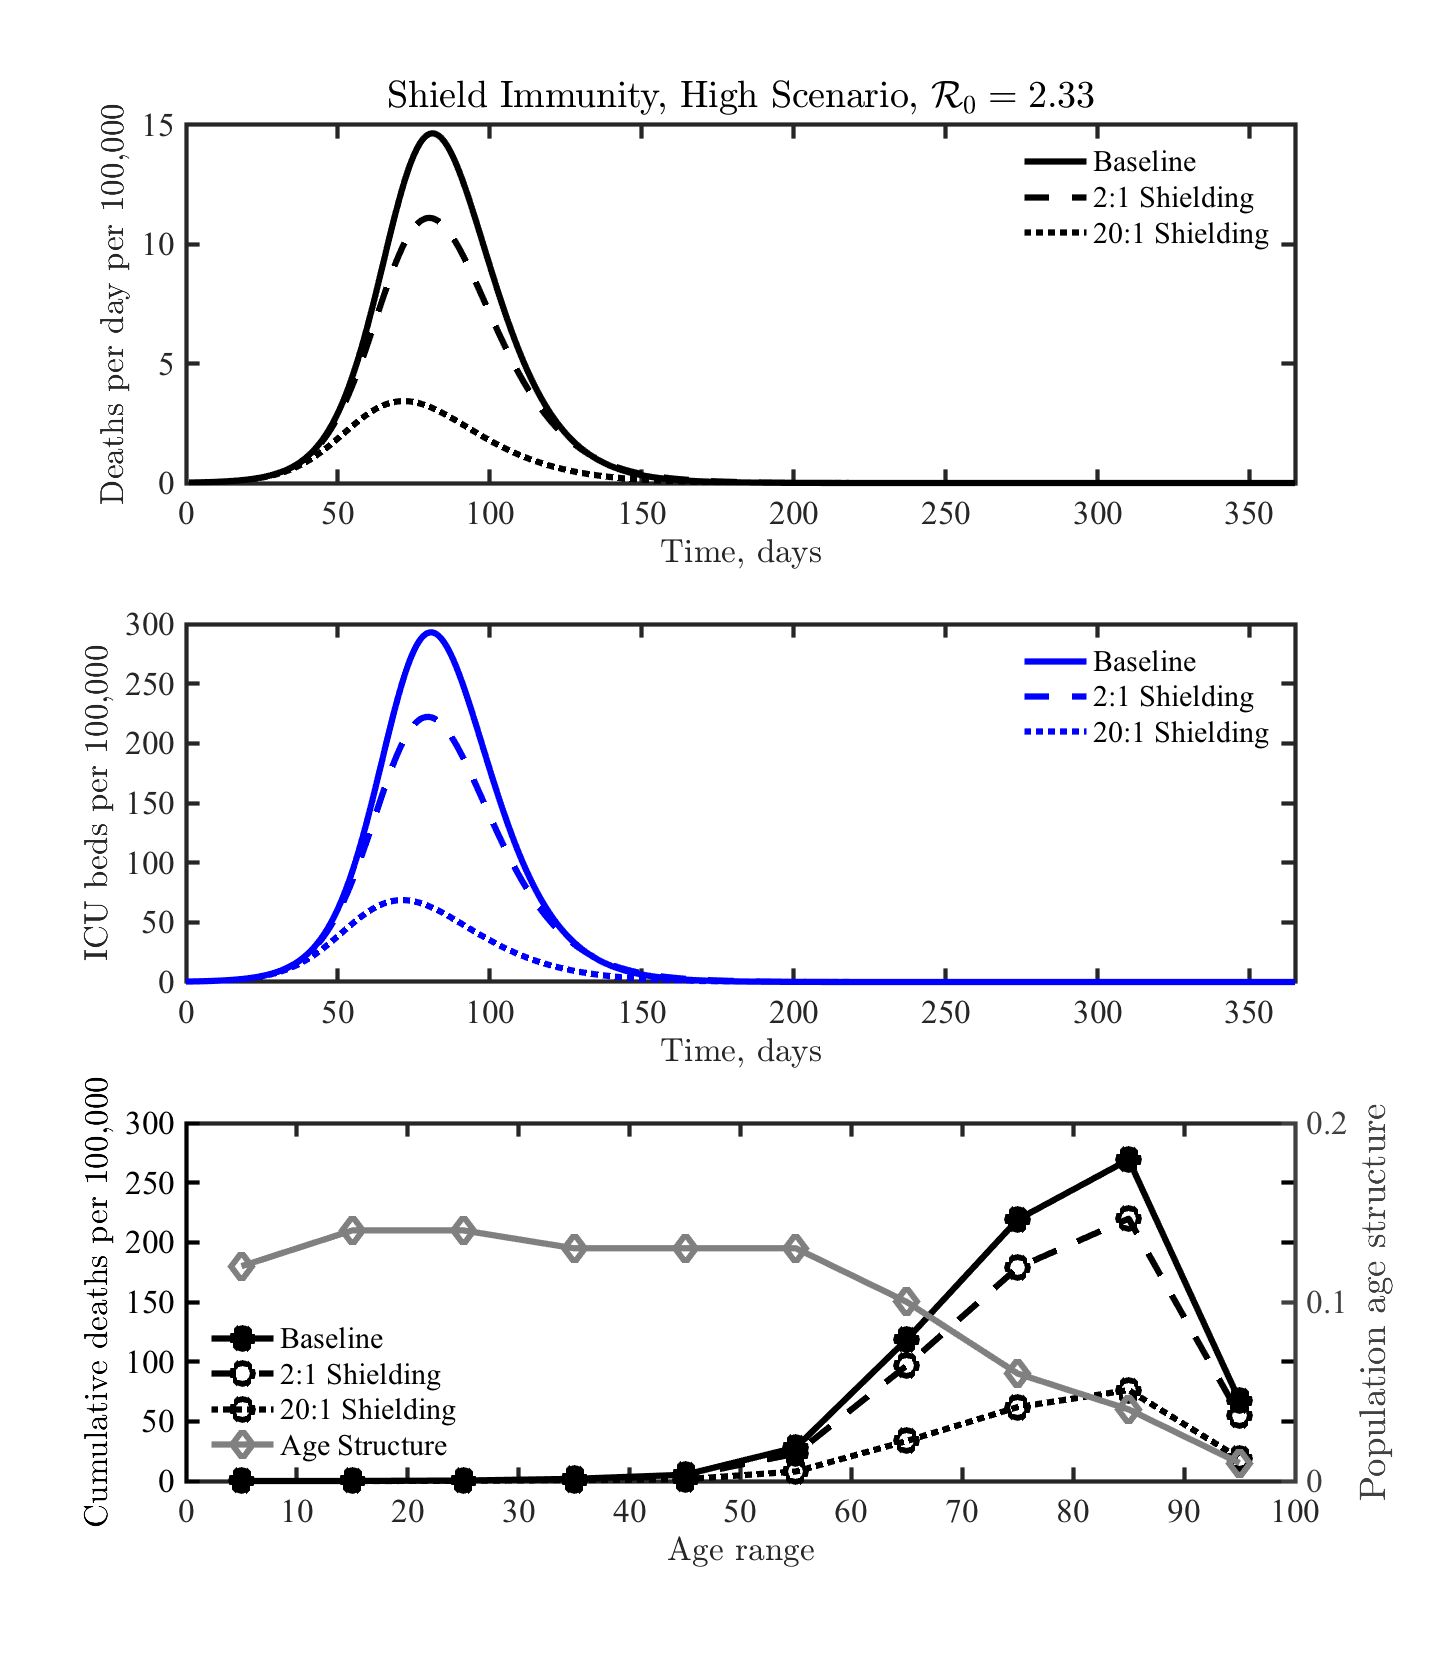 Shield Immunity, High Scenario, R₀ = 2.33
Deaths per day per 100,000
15
10
5
0
Baseline
2:1 Shielding
20:1 Shielding
0 50 100 150 200 250 300 350
Time, days
ICU beds per 100,000
300
250
200
150
100
50
0
Baseline
2:1 Shielding
20:1 Shielding
0 50 100 150 200 250 300 350
Time, days
Cumulative deaths per 100,000
300
250
200
150
100
50
0
Baseline
2:1 Shielding
20:1 Shielding
Age Structure
0.2
0.1
0
Population age structure
0 10 20 30 40 50 60 70 80 90 100
Age range